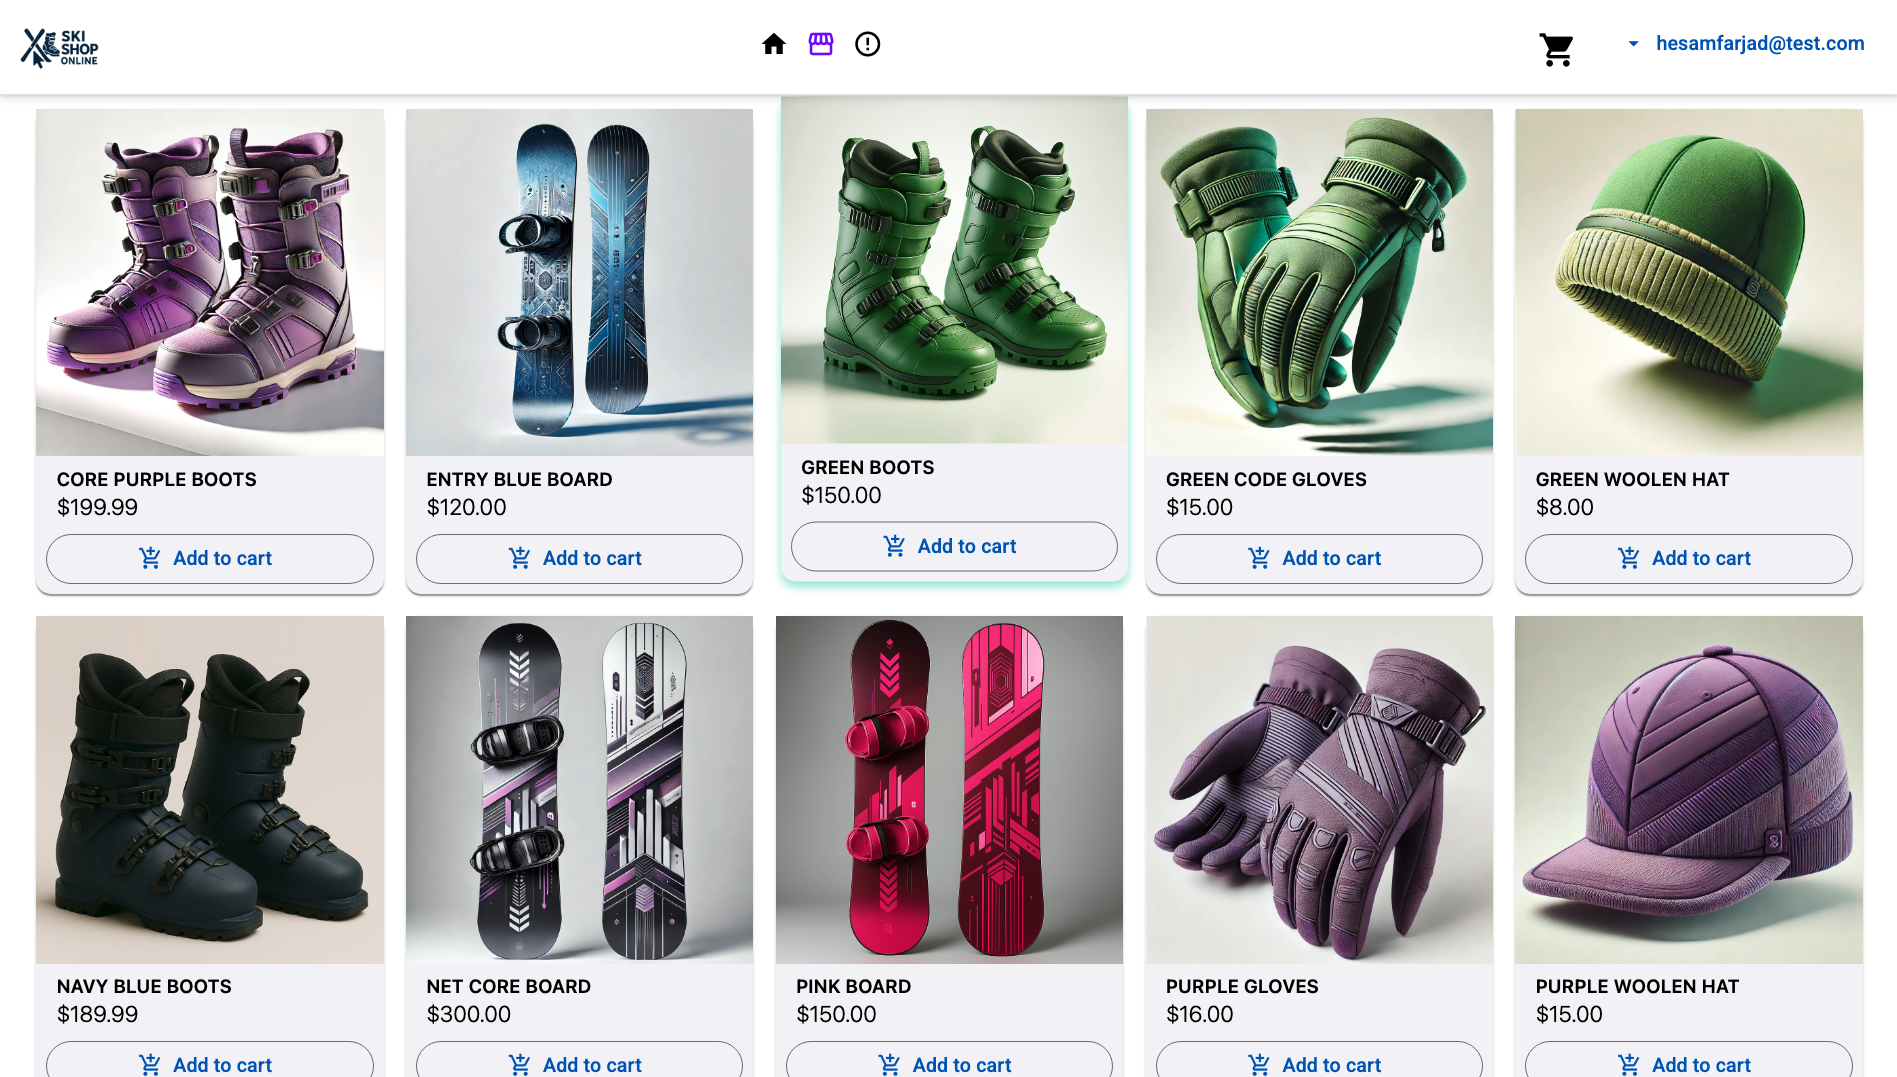 SKI
SHOP
ONLINE
hesamfarjad@test.com
CORE PURPLE BOOTS
$199.99
Add to cart
ENTRY BLUE BOARD
$120.00
Add to cart
GREEN BOOTS
$150.00
Add to cart
GREEN CODE GLOVES
$15.00
Add to cart
GREEN WOOLEN HAT
$8.00
Add to cart
NAVY BLUE BOOTS
$189.99
Add to cart
NET CORE BOARD
$300.00
Add to cart
PINK BOARD
$150.00
Add to cart
PURPLE GLOVES
$16.00
Add to cart
PURPLE WOOLEN HAT
$15.00
Add to cart